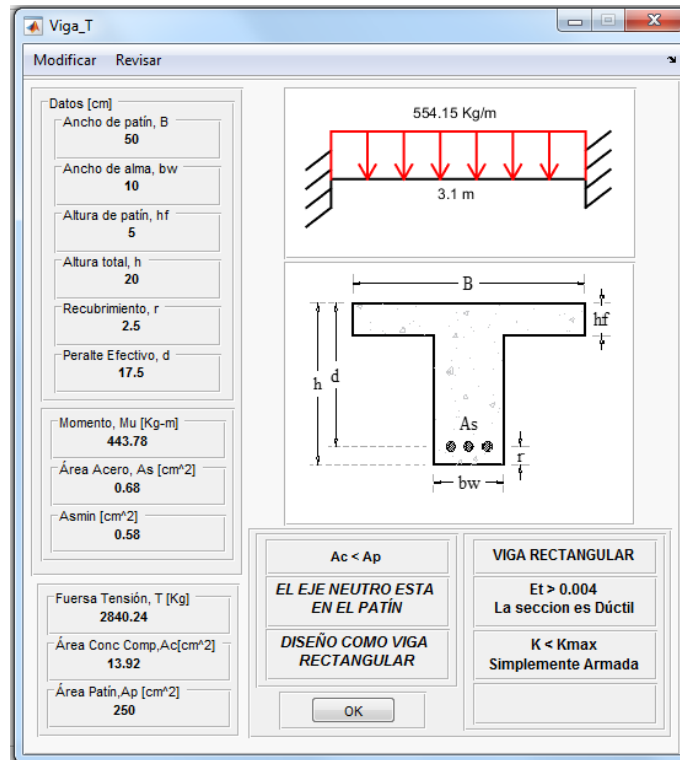 Viga_T
Modificar Revisar
Datos [cm]
Ancho de patín, B
50
Ancho de alma, bw
10
Altura de patín, hf
5
Altura total, h
20
Recubrimiento, r
2.5
Peralte Efectivo, d
17.5
Momento, Mu [Kg-m]
443.78
Área Acero, As [cm^2]
0.68
Asmin [cm^2]
0.58
Fuersa Tensión, T [Kg]
2840.24
Área Conc Comp,Ac[cm^2]
13.92
Área Patín,Ap [cm^2]
250
554.15 Kg/m
3.1 m
B
hf
h
d
As
r
bw
Ac < Ap
EL EJE NEUTRO ESTA
EN EL PATÍN
DISEÑO COMO VIGA
RECTANGULAR
OK
VIGA RECTANGULAR
Et > 0.004
La seccion es Dúctil
K < Kmax
Simplemente Armada